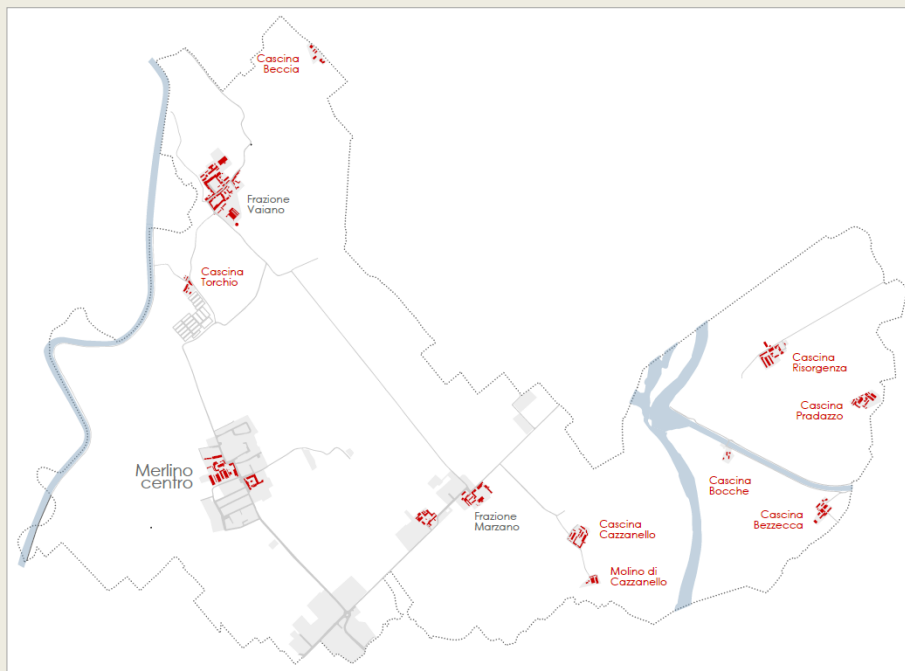 Cascina
Beccia
Frazione
Vaiano
Cascina
Torchio
Cascina
Risorgenza
Cascina
Pradazzo
Merlino
centro
Cascina
Bocche
Frazione
Marzano
Cascina
Bezzecca
Cascina
Cazzanello
Molino di
Cazzanello